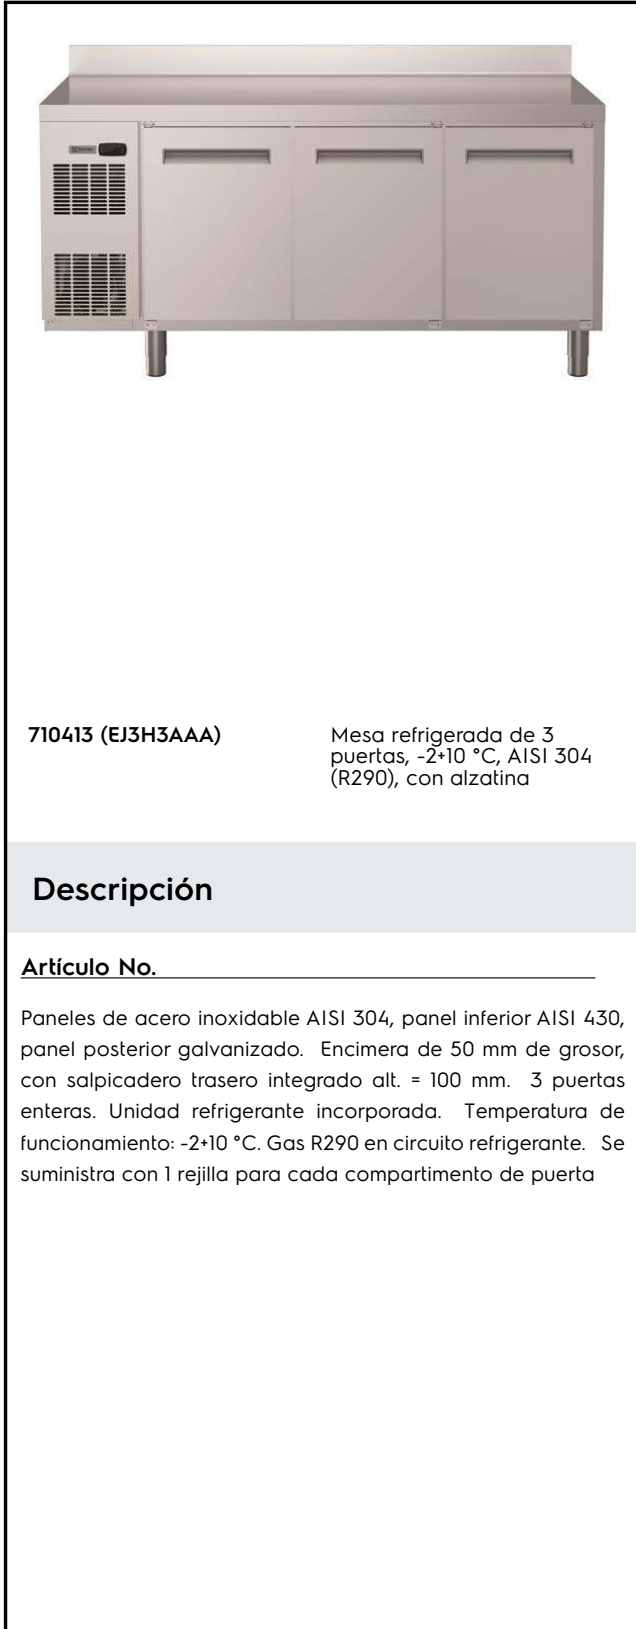 710413 (EJ3H3AAA)
Mesa refrigerada de 3
puertas, -2+10 °C, AISI 304
(R290), con alzatina
Descripción
Artículo No.
Paneles de acero inoxidable AISI 304, panel inferior AISI 430,
panel posterior galvanizado. Encimera de 50 mm de grosor,
con salpicadero trasero integrado alt. = 100 mm. 3 puertas
enteras. Unidad refrigerante incorporada. Temperatura de
funcionamiento: -2+10 °C. Gas R290 en circuito refrigerante. Se
suministra con 1 rejilla para cada compartimento de puerta